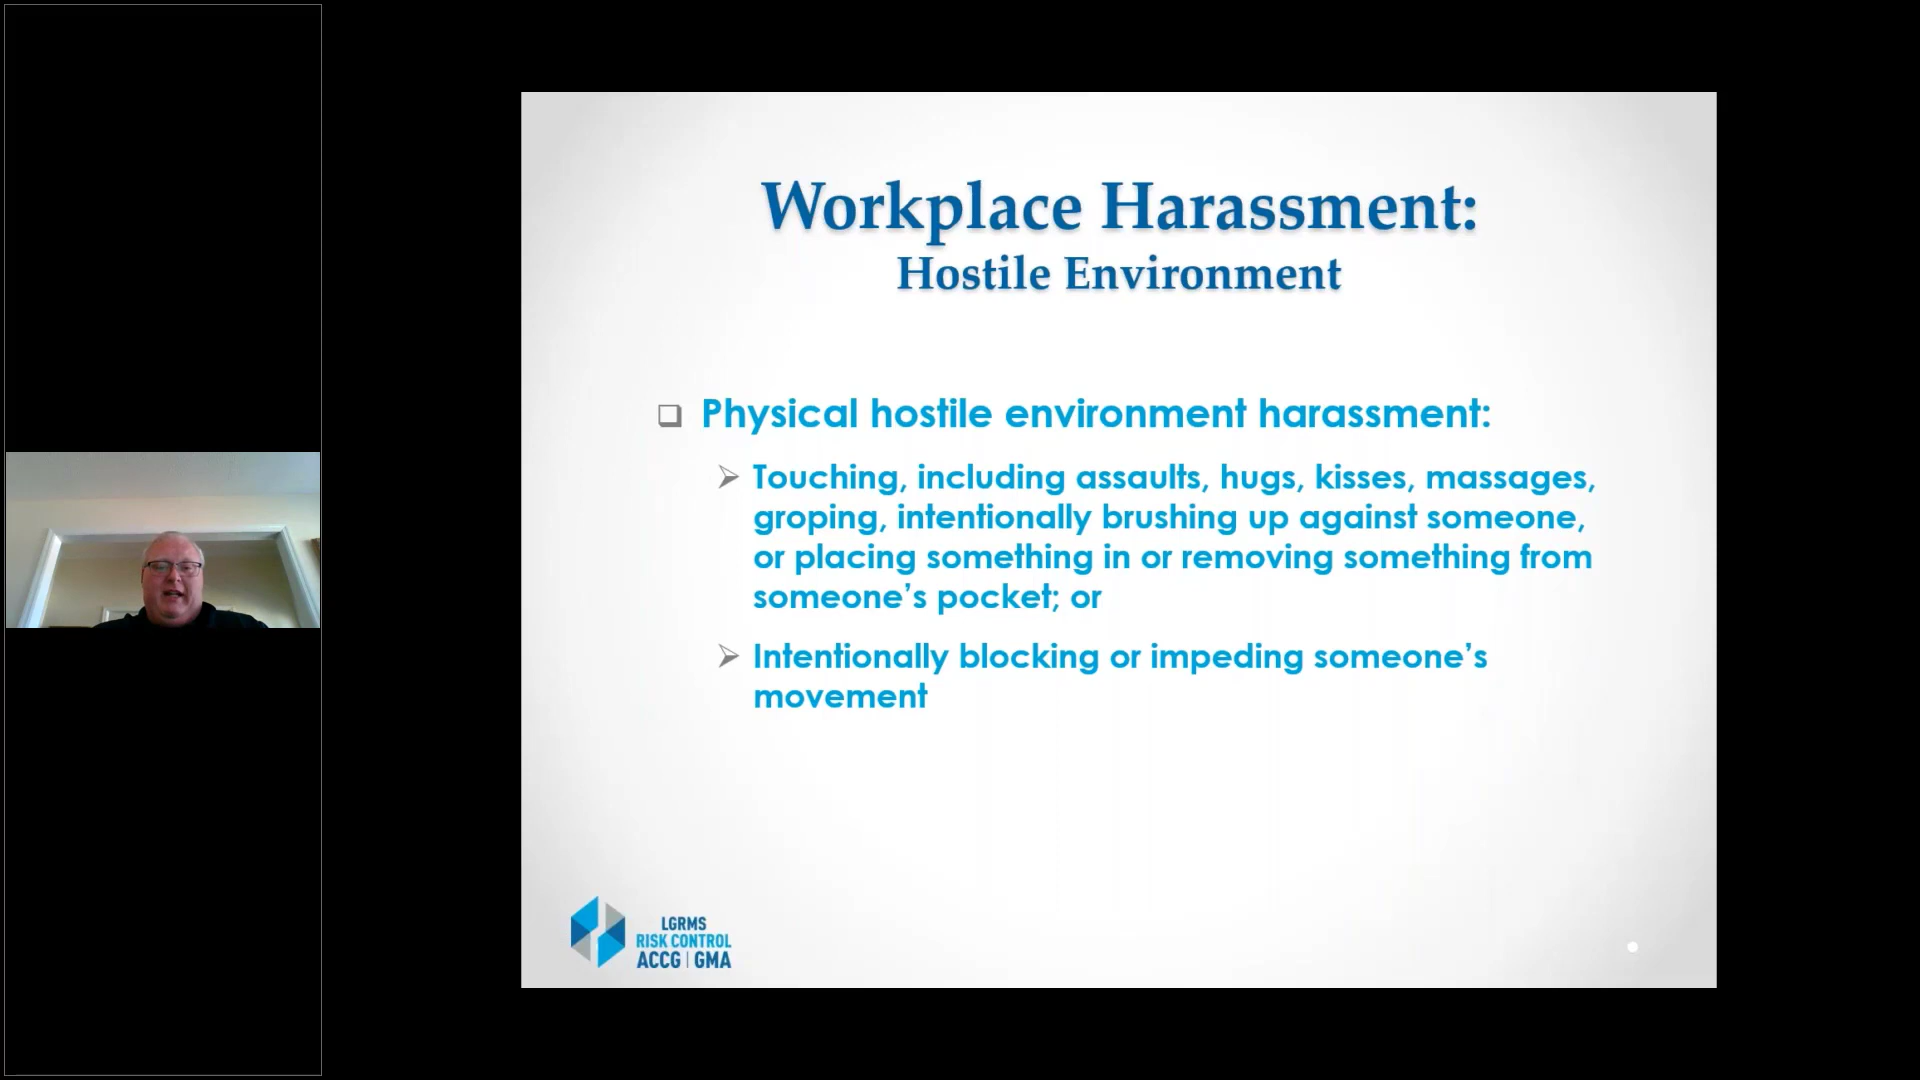 Workplace Harassment:
Hostile Environment
Physical hostile environment harassment:
Touching, including assaults, hugs, kisses, massages,
groping, intentionally brushing up against someone,
or placing something in or removing something from
someone’s pocket; or
Intentionally blocking or impeding someone’s
movement
LGRMS
RISK CONTROL
ACCG | GMA